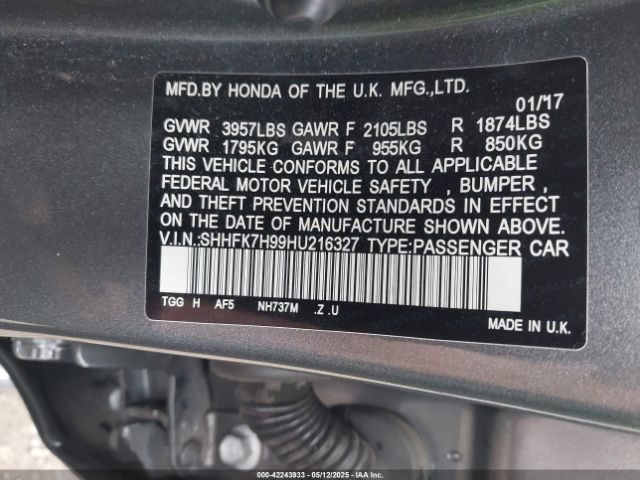 MFD.BY HONDA OF THE U.K. MFG.,LTD.
01/17
GVWR 3957LBS GAWR F 2105LBS R 1874LBS
GVWR 1795KG GAWR F 955KG R 850KG
THIS VEHICLE CONFORMS TO ALL APPLICABLE
FEDERAL MOTOR VEHICLE SAFETY , BUMPER ,
AND THEFT PREVENTION STANDARDS IN EFFECT
ON THE DATE OF MANUFACTURE SHOWN ABOVE.
V.I.N.:SHHFK7H99HU216327 TYPE:PASSENGER CAR
TGG H AF5 NH737M .Z.U
MADE IN U.K.
000-42243933 - 05/12/2025 - IAA Inc.